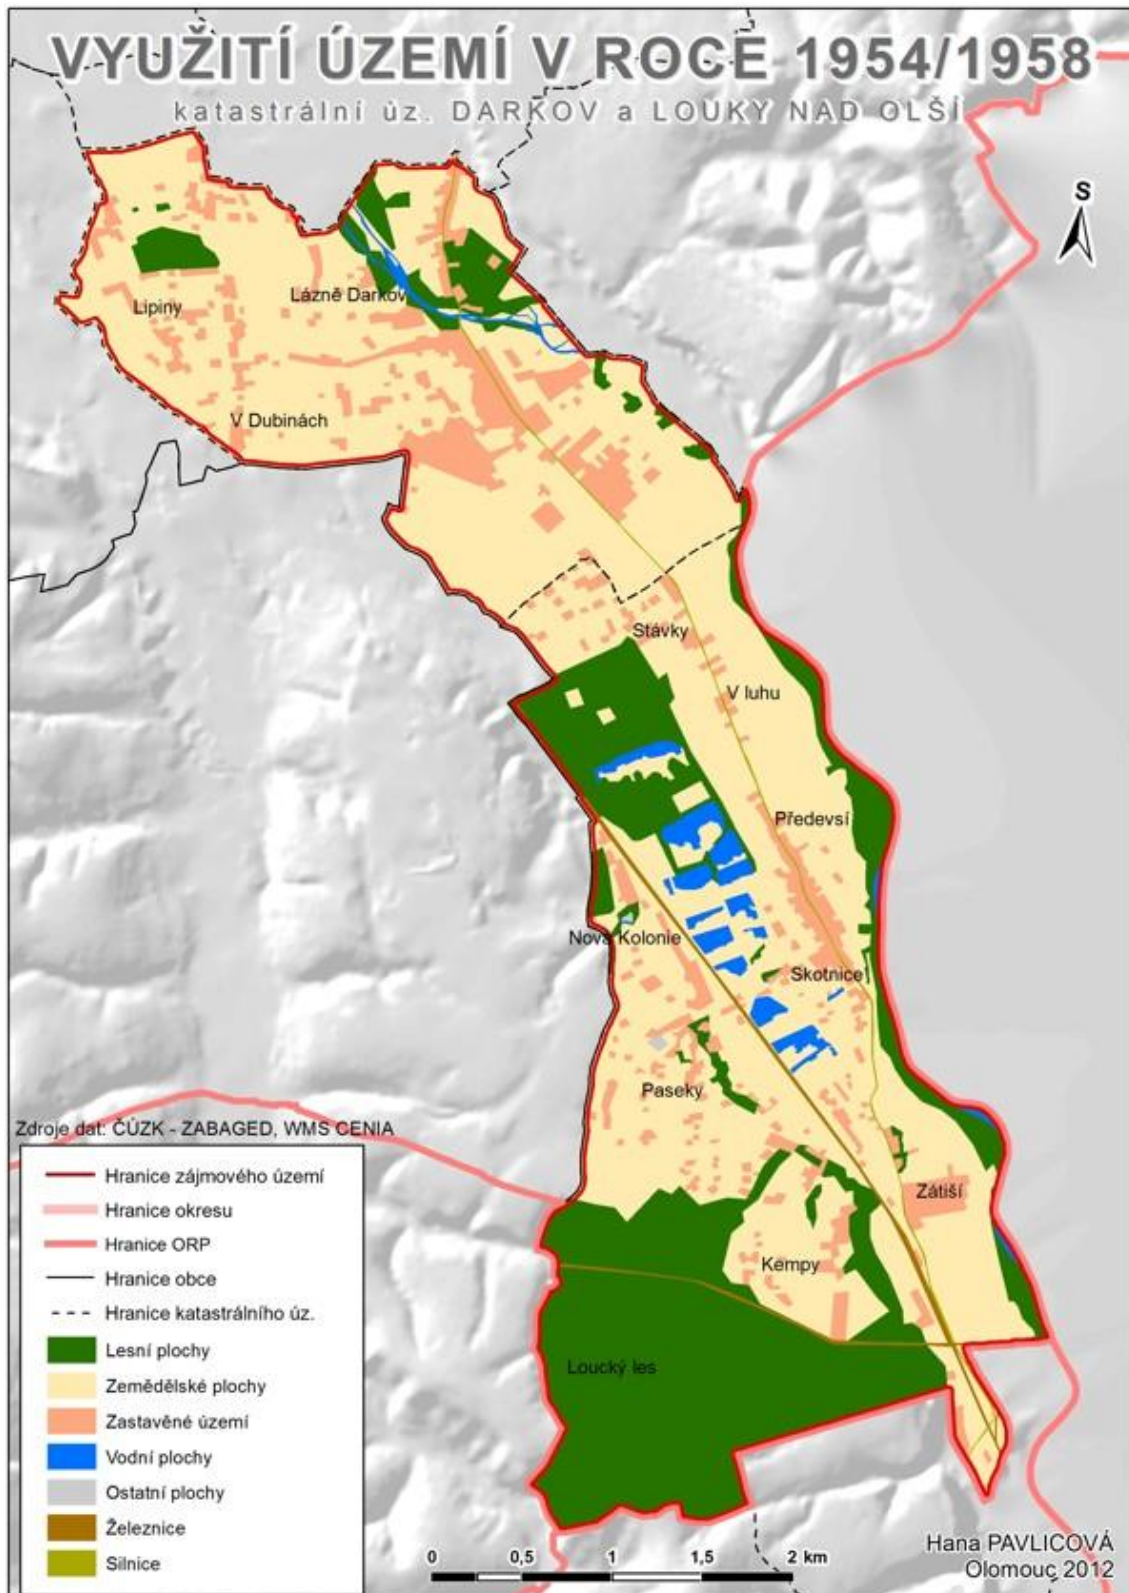 VYUŽITÍ ÚZEMÍ V ROCE 1954/1958
katastrální úz. DARKOV a LOUKY NAD OLŠÍ
S
Lázně Darkov
Lipiny
V Dubinách
Stávky
V luhu
Předevsí
Nová Kolonie
Skotnice
Paseky
Zátiší
Kempy
Loucký les
Zdroje dat: ČÚZK - ZABAGED, WMS CENIA
Hranice zájmového území
Hranice okresu
Hranice ORP
Hranice obce
Hranice katastrálního úz.
Lesní plochy
Zemědělské plochy
Zastavěné území
Vodní plochy
Ostatní plochy
Železnice
Silnice
0 0,5 1 1,5 2 km
Hana PAVLICOVÁ
Olomouc 2012